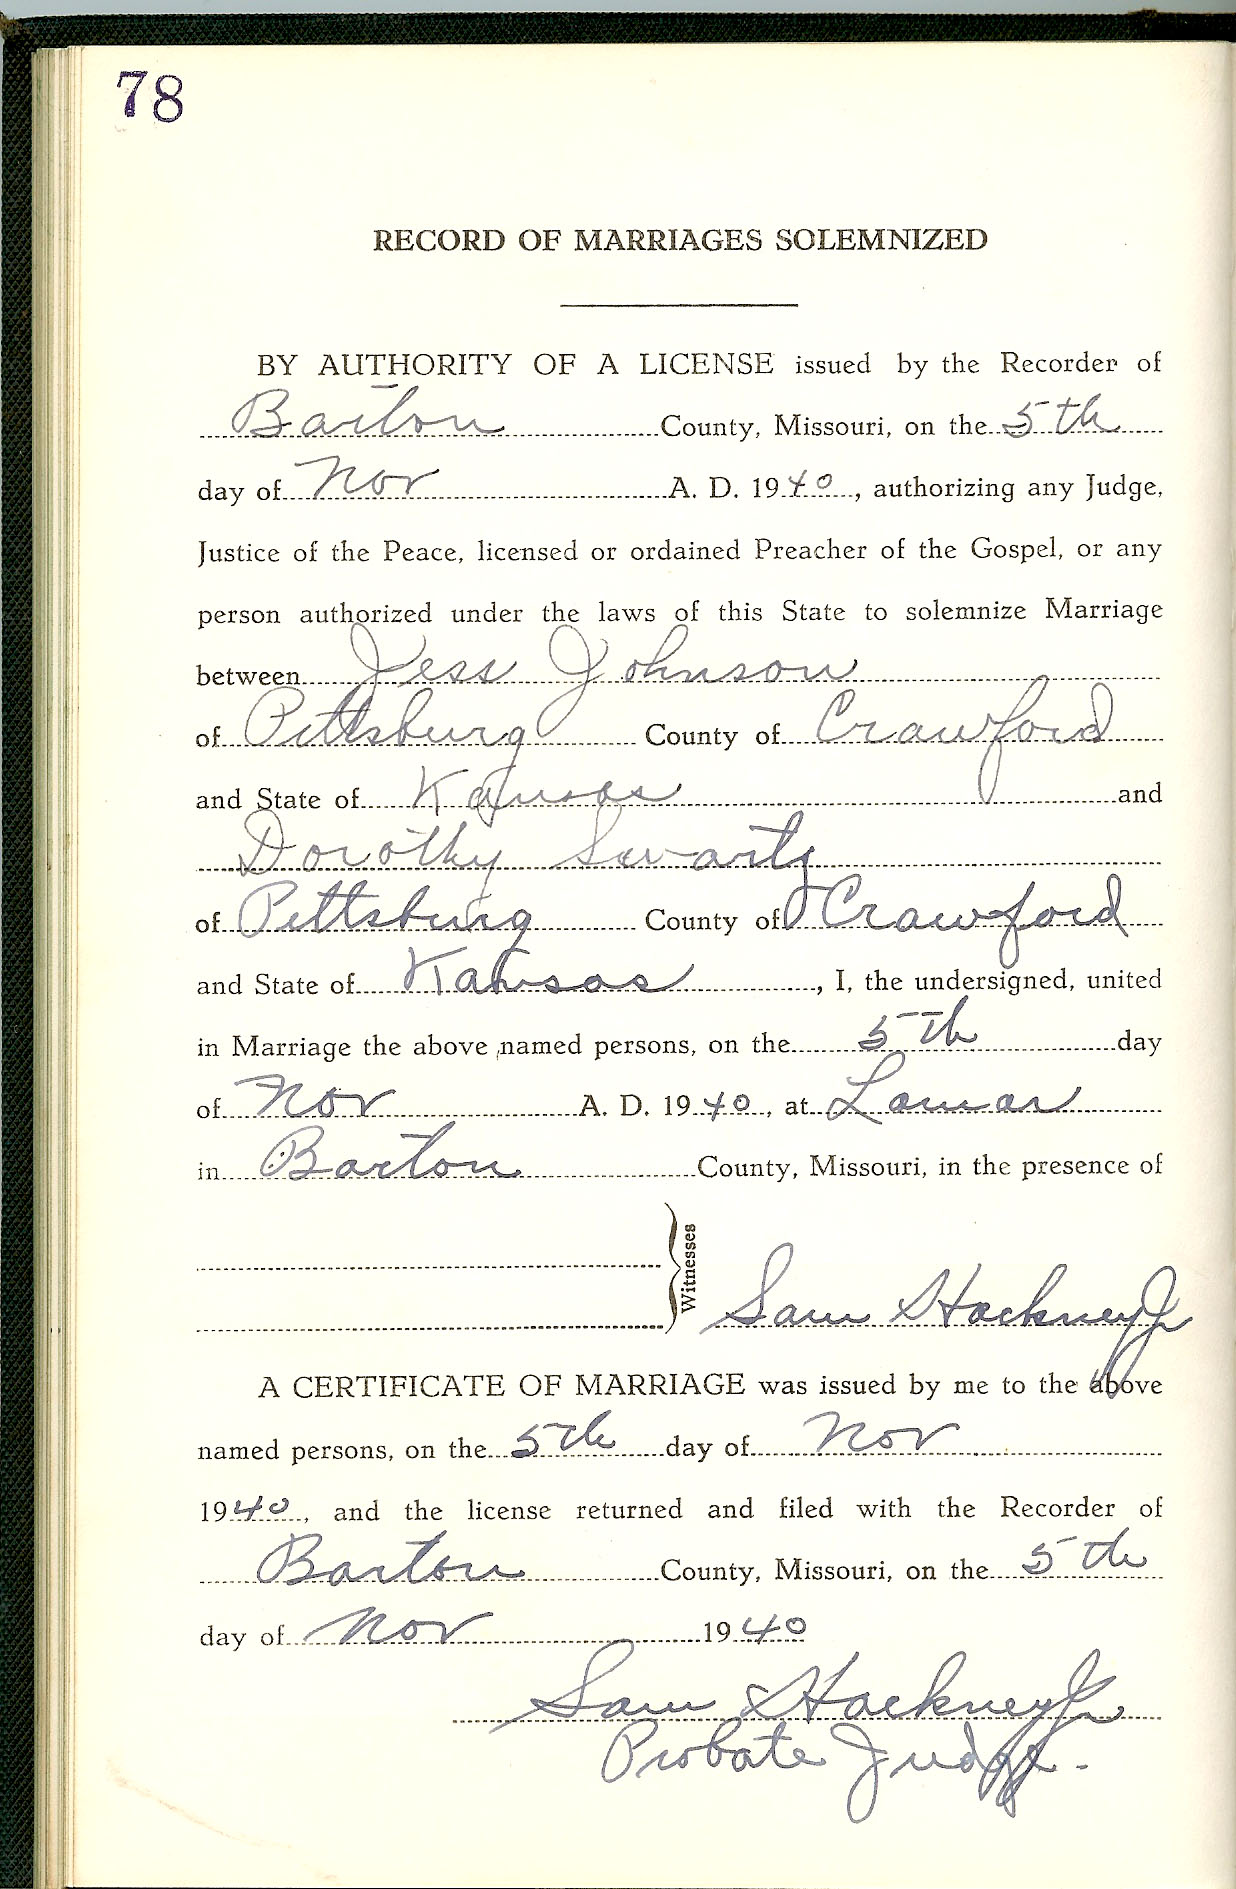 78
RECORD OF MARRIAGES SOLEMNIZED
BY AUTHORITY OF A LICENSE issued by the Recorder of
Barton County, Missouri, on the 5th
day of Nov A. D. 1940, authorizing any Judge,
Justice of the Peace, licensed or ordained Preacher of the Gospel, or any
person authorized under the laws of this State to solemnize Marriage
between Jess Johnson
of Pittsburg County of Crawford
and State of Kansas and
Dorothy Swartz
of Pittsburg County of Crawford
and State of Kansas, I, the undersigned, united
in Marriage the above named persons, on the 5th day
of Nov A. D. 1940, at Lamar
in Barton County, Missouri, in the presence of
Witnesses
Sam Hackney Jr
A CERTIFICATE OF MARRIAGE was issued by me to the above
named persons, on the 5th day of Nov
1940, and the license returned and filed with the Recorder of
Barton County, Missouri, on the 5th
day of Nov 1940
Sam Hackney Jr
Probate Judge.